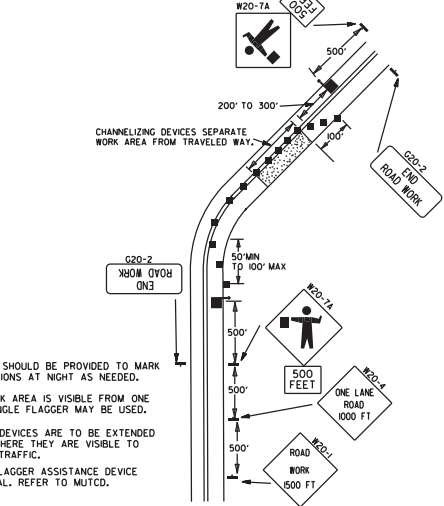 500
FEET
W20-7A
500'
200' TO 300'
CHANNELIZING DEVICES SEPARATE
WORK AREA FROM TRAVELED WAY.
100'
G20-2
END
ROAD WORK
G20-2
END
ROAD WORK
50'MIN
TO 100' MAX
W20-7A
500'
500
FEET
W20-4
ONE LANE
ROAD
1000 FT
500'
W20-1
ROAD
WORK
1500 FT
500'
SHOULD BE PROVIDED TO MARK
IONS AT NIGHT AS NEEDED.
K AREA IS VISIBLE FROM ONE
NGLE FLAGGER MAY BE USED.
DEVICES ARE TO BE EXTENDED
HERE THEY ARE VISIBLE TO
TRAFFIC.
LAGGER ASSISTANCE DEVICE
AL. REFER TO MUTCD.